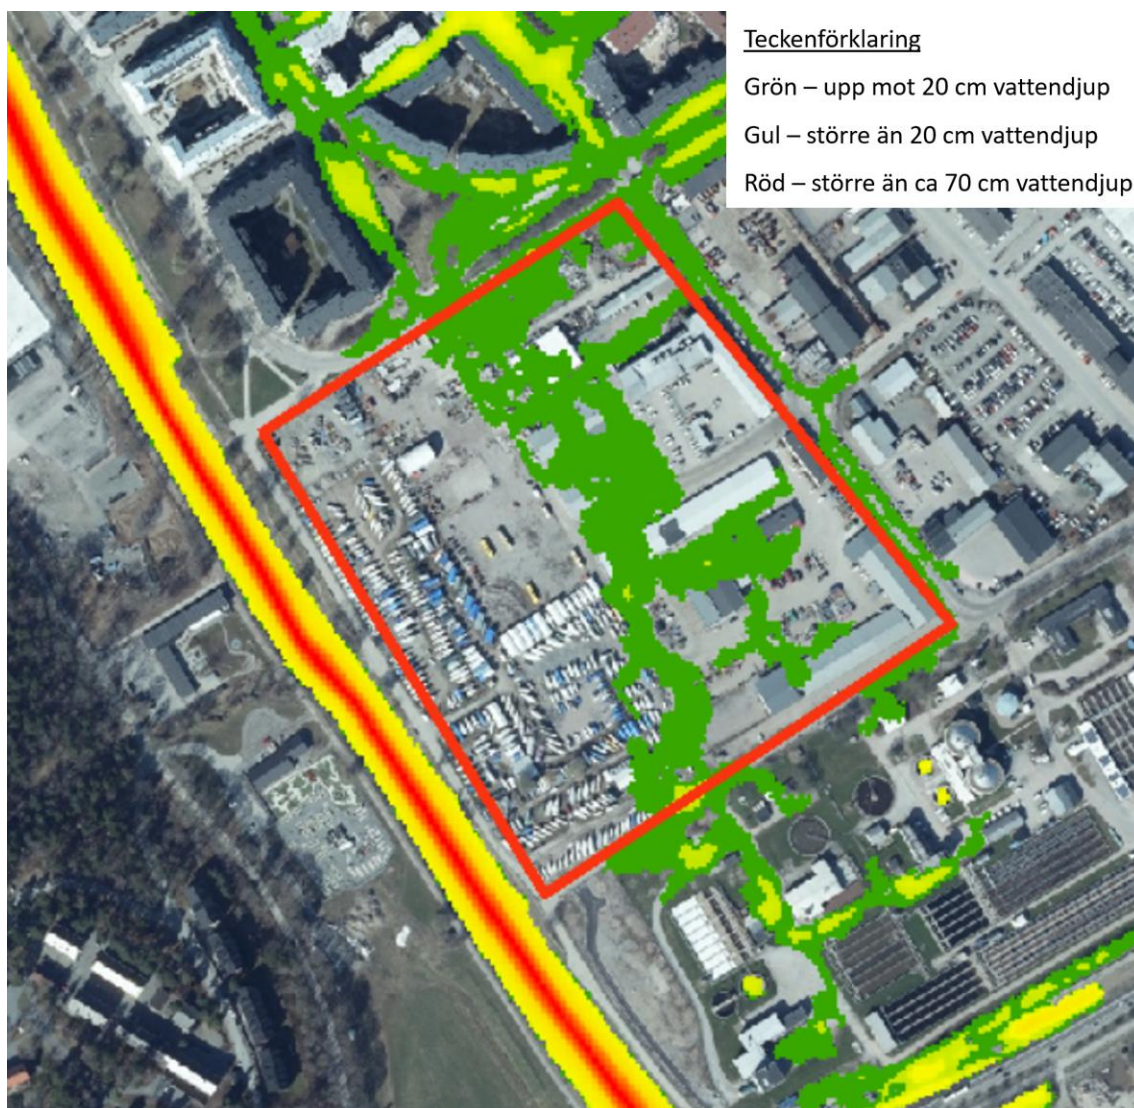 Teckenförklaring
Grön – upp mot 20 cm vattendjup
Gul – större än 20 cm vattendjup
Röd – större än ca 70 cm vattendjup